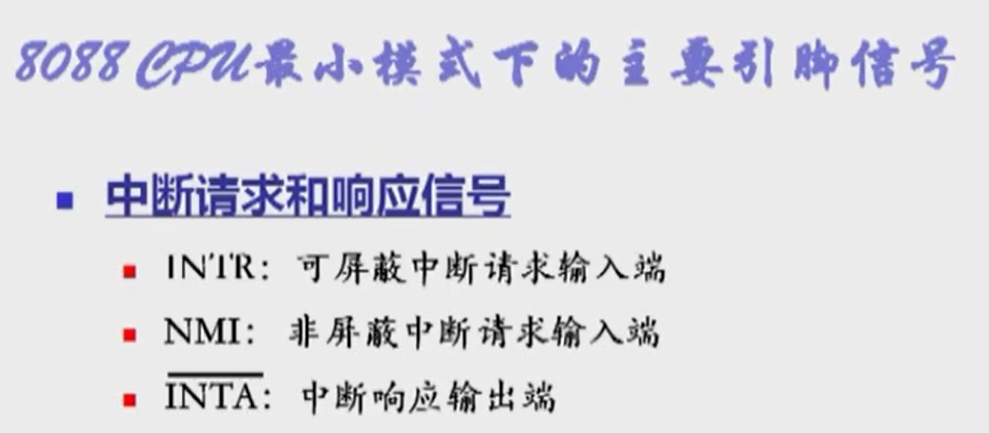 8088 CPU最小模式下的主要引脚信号
中断请求和响应信号
INTR：可屏蔽中断请求输入端
NMI：非屏蔽中断请求输入端
I̅N̅T̅A̅：中断响应输出端